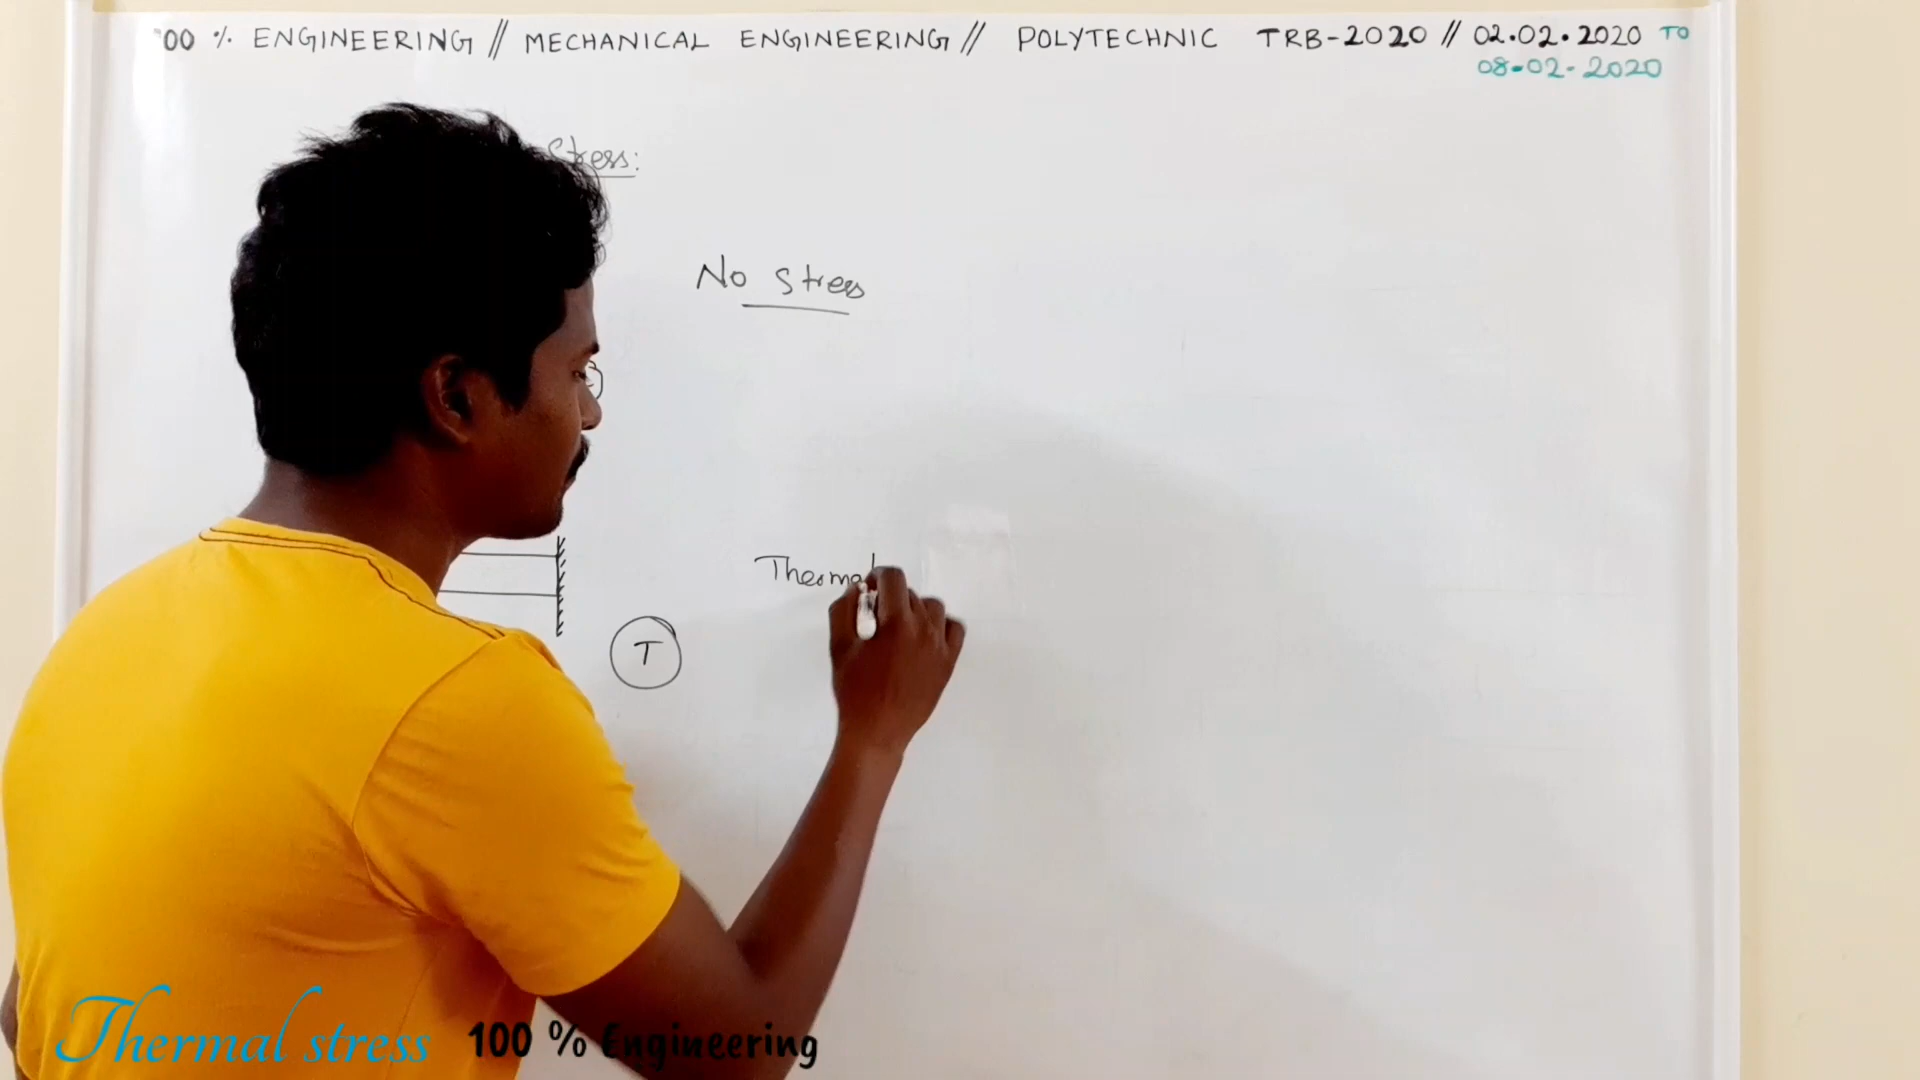 00 % ENGINEERING // MECHANICAL ENGINEERING // POLYTECHNIC TRB-2020 // 02.02.2020 TO
08-02-2020
Stress:
No stress
Thermal
T
Thermal stress 100 % Engineering